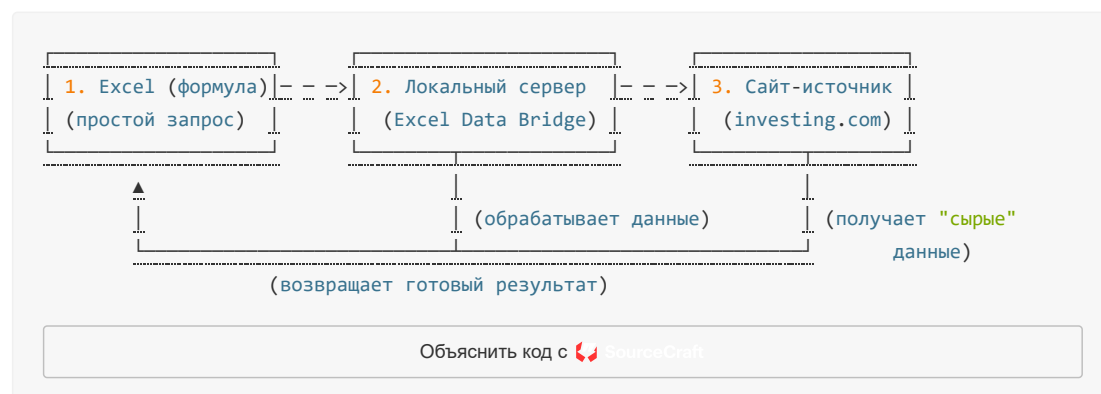 1. Excel (формула) 2. Локальный сервер 3. Сайт-источник
(простой запрос) (Excel Data Bridge) (investing.com)
(обрабатывает данные) (получает "сырые"
данные)
(возвращает готовый результат)
Объяснить код с SourceCraft